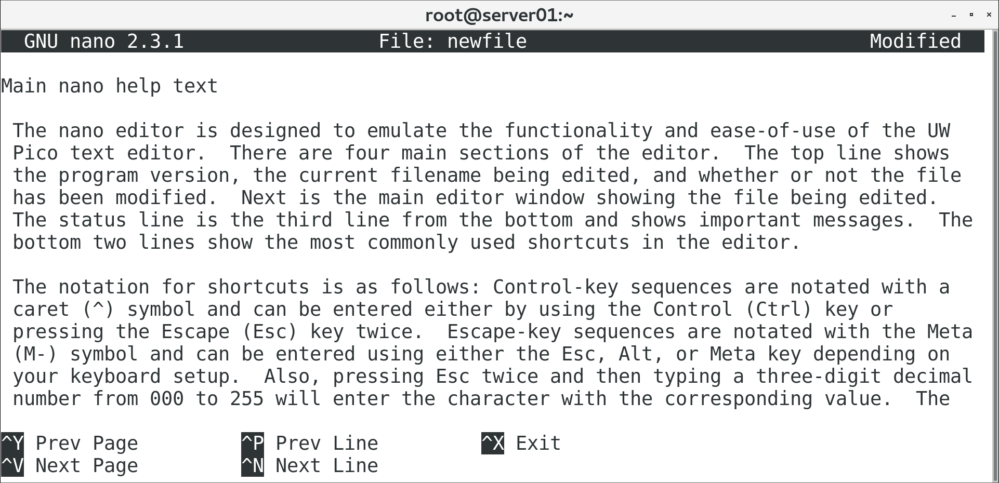 root@server01:~
GNU nano 2.3.1 File: newfile Modified
Main nano help text
The nano editor is designed to emulate the functionality and ease-of-use of the UW
Pico text editor.  There are four main sections of the editor.  The top line shows
the program version, the current filename being edited, and whether or not the file
has been modified.  Next is the main editor window showing the file being edited.
The status line is the third line from the bottom and shows important messages.  The
bottom two lines show the most commonly used shortcuts in the editor.
The notation for shortcuts is as follows: Control-key sequences are notated with a
caret (^) symbol and can be entered either by using the Control (Ctrl) key or
pressing the Escape (Esc) key twice.  Escape-key sequences are notated with the Meta
(M-) symbol and can be entered using either the Esc, Alt, or Meta key depending on
your keyboard setup.  Also, pressing Esc twice and then typing a three-digit decimal
number from 000 to 255 will enter the character with the corresponding value.  The
^Y Prev Page ^P Prev Line ^X Exit
^V Next Page ^N Next Line